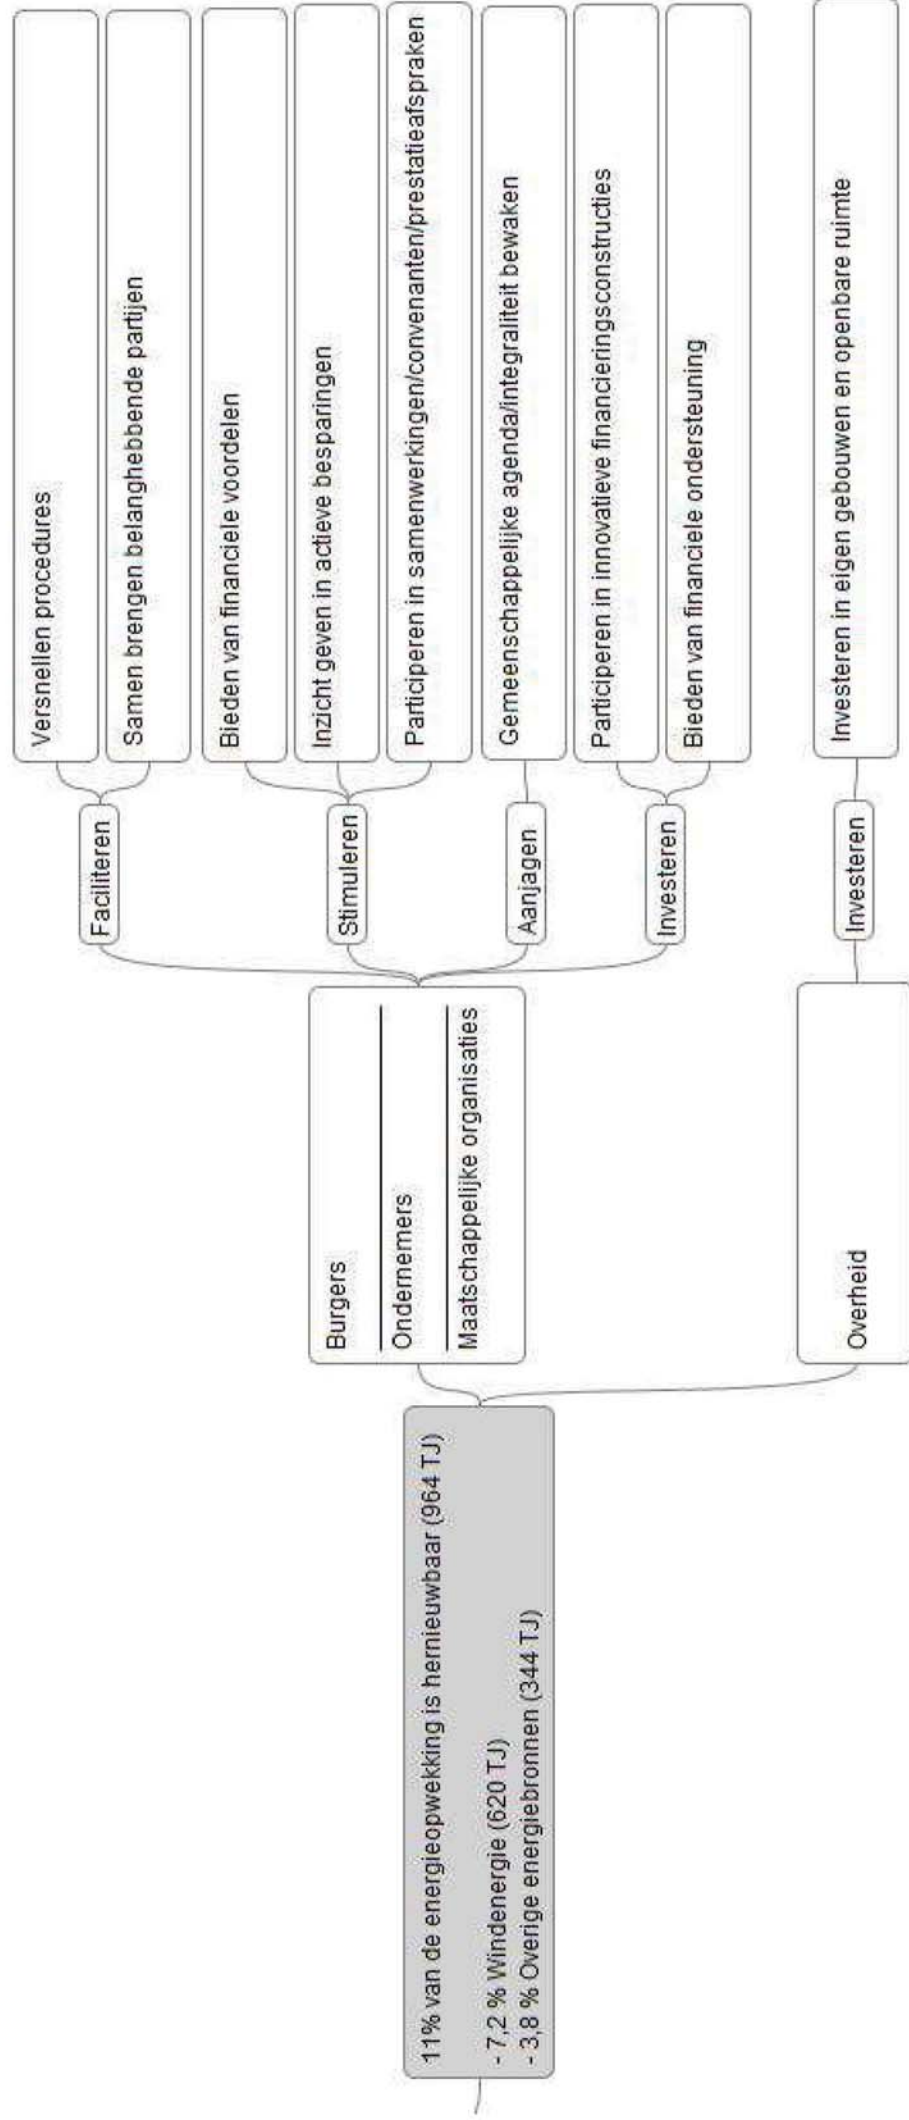 11% van de energieopwekking is hernieuwbaar (964 TJ)
- 7,2 % Windenergie (620 TJ)
- 3,8 % Overige energiebronnen (344 TJ)
Burgers
Ondernemers
Maatschappelijke organisaties
Faciliteren
Versnellen procedures
Samen brengen belanghebbende partijen
Stimuleren
Bieden van financiele voordelen
Inzicht geven in actieve besparingen
Participeren in samenwerkingen/convenanten/prestatieafspraken
Aanjagen
Gemeenschappelijke agenda/integraliteit bewaken
Investeren
Participeren in innovatieve financieringsconstructies
Bieden van financiele ondersteuning
Overheid
Investeren
Investeren in eigen gebouwen en openbare ruimte